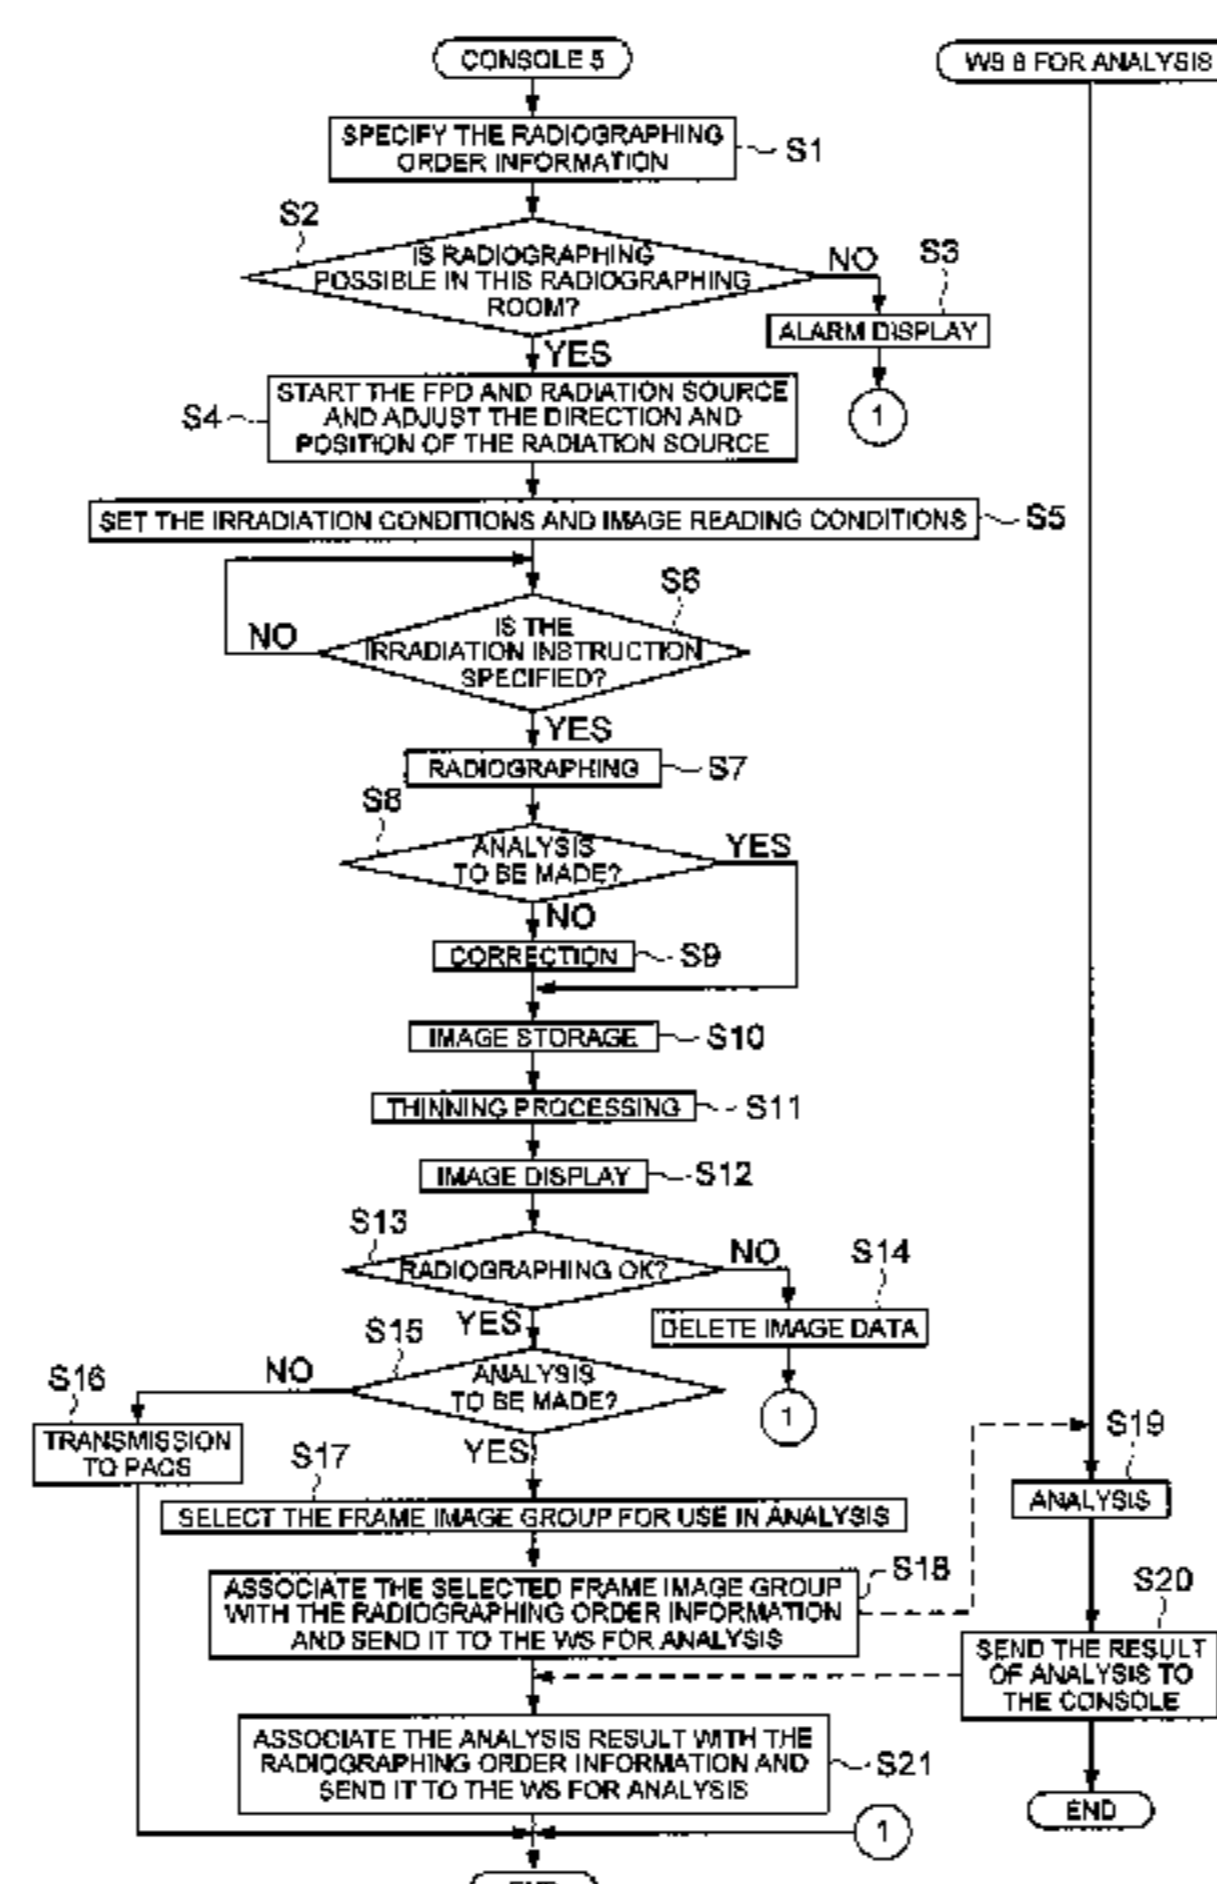 CONSOLE 5
WS 8 FOR ANALYSIS
SPECIFY THE RADIOGRAPHING
ORDER INFORMATION
S1
S2
IS RADIOGRAPHING
POSSIBLE IN THIS RADIOGRAPHING
ROOM?
NO
S3
ALARM DISPLAY
1
YES
S4
START THE FPD AND RADIATION SOURCE
AND ADJUST THE DIRECTION AND
POSITION OF THE RADIATION SOURCE
SET THE IRRADIATION CONDITIONS AND IMAGE READING CONDITIONS
S5
S6
IS THE
IRRADIATION INSTRUCTION
SPECIFIED?
NO
YES
RADIOGRAPHING
S7
S8
ANALYSIS
TO BE MADE?
YES
NO
CORRECTION
S9
IMAGE STORAGE
S10
THINNING PROCESSING
S11
IMAGE DISPLAY
S12
S13
RADIOGRAPHING OK?
NO
S14
DELETE IMAGE DATA
1
YES
S15
ANALYSIS
TO BE MADE?
NO
S16
TRANSMISSION
TO PACS
YES
S17
SELECT THE FRAME IMAGE GROUP FOR USE IN ANALYSIS
S18
ASSOCIATE THE SELECTED FRAME IMAGE GROUP
WITH THE RADIOGRAPHING ORDER INFORMATION
AND SEND IT TO THE WS FOR ANALYSIS
S19
ANALYSIS
S20
SEND THE RESULT
OF ANALYSIS TO
THE CONSOLE
ASSOCIATE THE ANALYSIS RESULT WITH THE
RADIOGRAPHING ORDER INFORMATION AND
SEND IT TO THE WS FOR ANALYSIS
S21
END
1